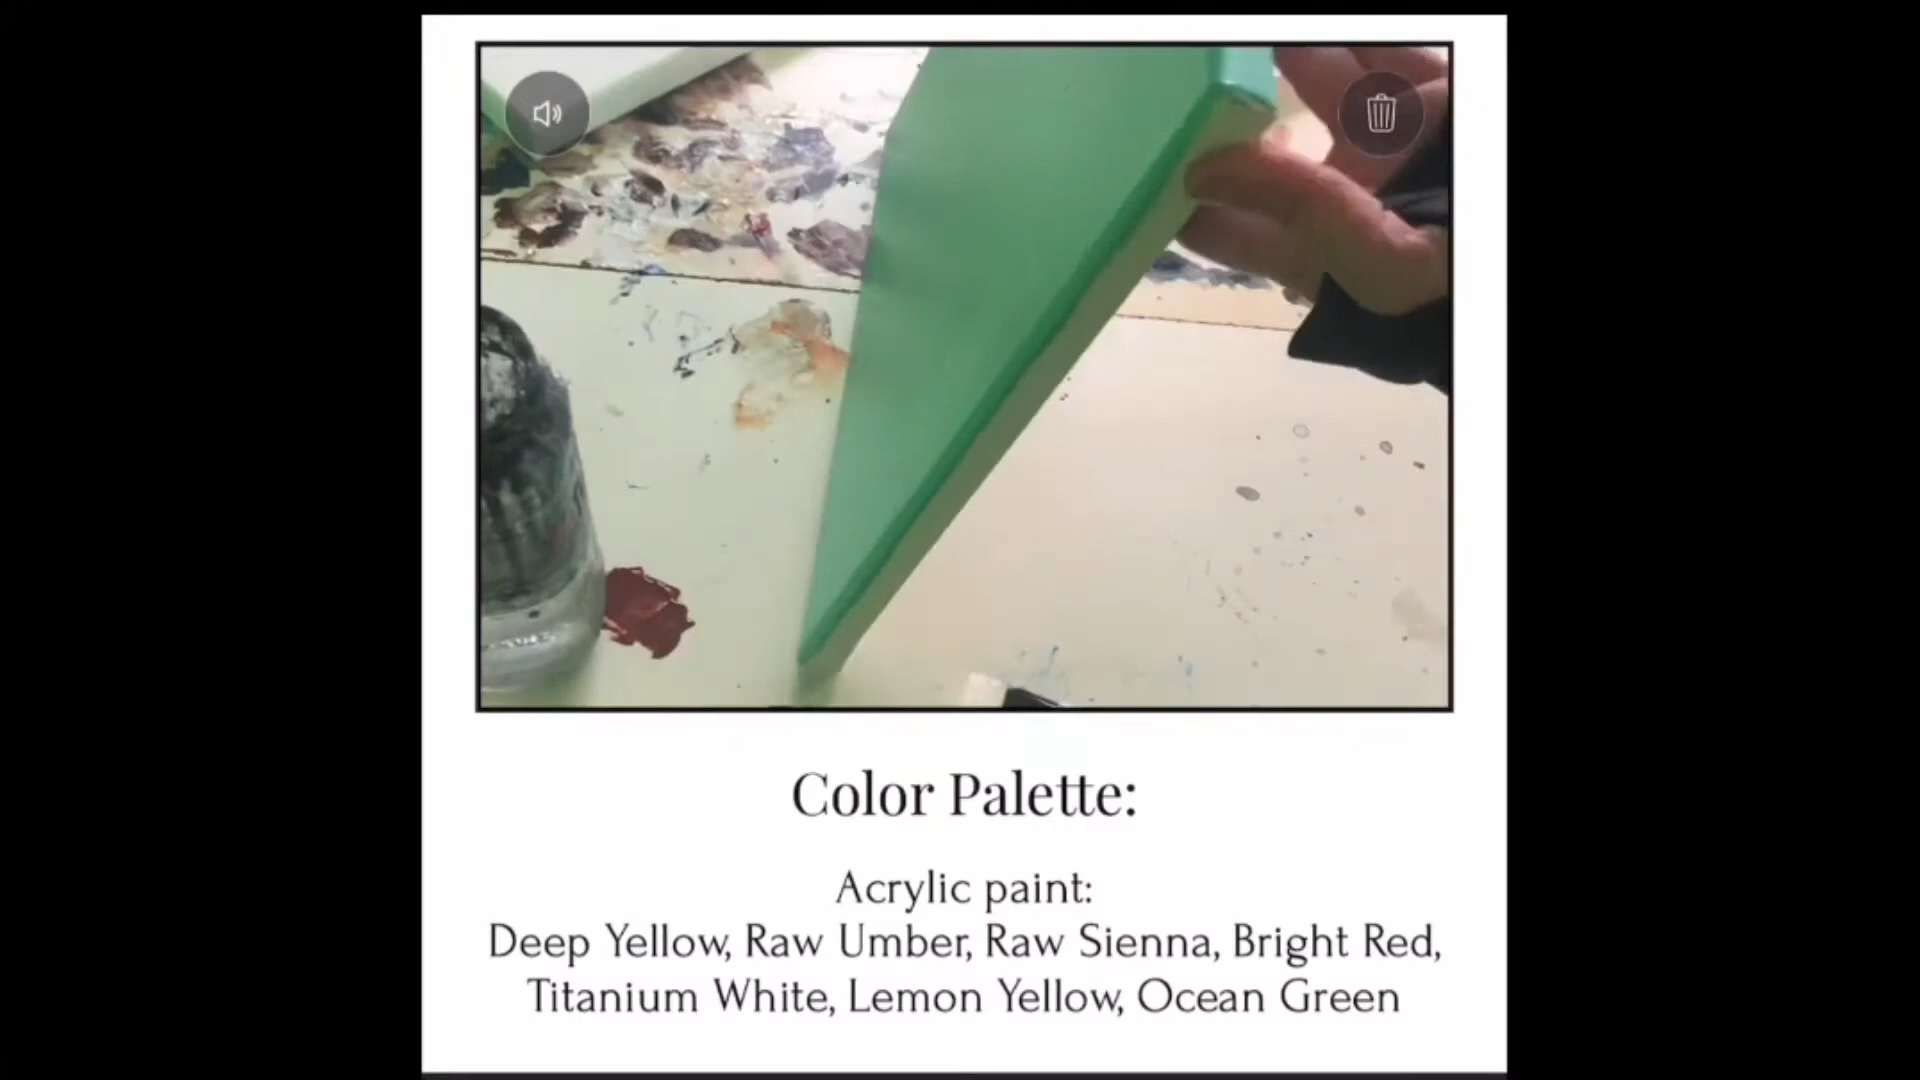 Color Palette:
Acrylic paint:
Deep Yellow, Raw Umber, Raw Sienna, Bright Red,
Titanium White, Lemon Yellow, Ocean Green